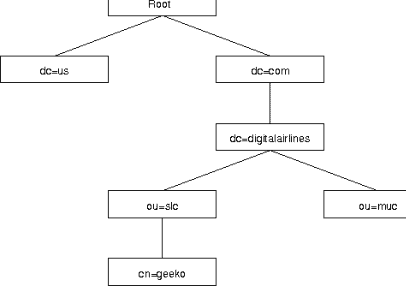 Root
dc=us
dc=com
dc=digitalairlines
ou=slc
ou=muc
cn=geeko